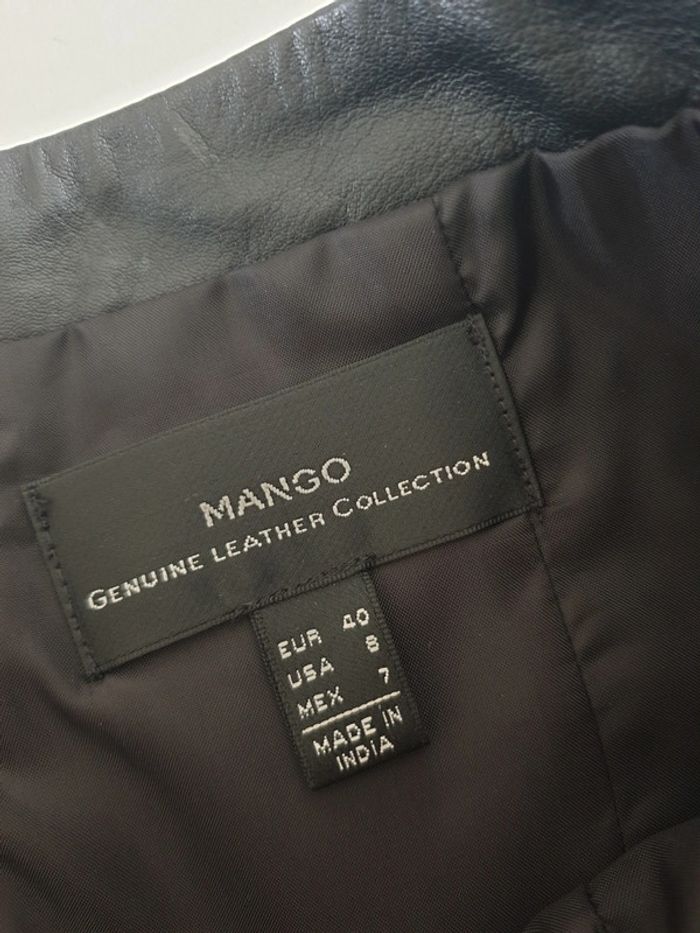 MANGO
GENUINE LEATHER COLLECTION
EUR 40
USA 8
MEX 7
MADE IN
INDIA